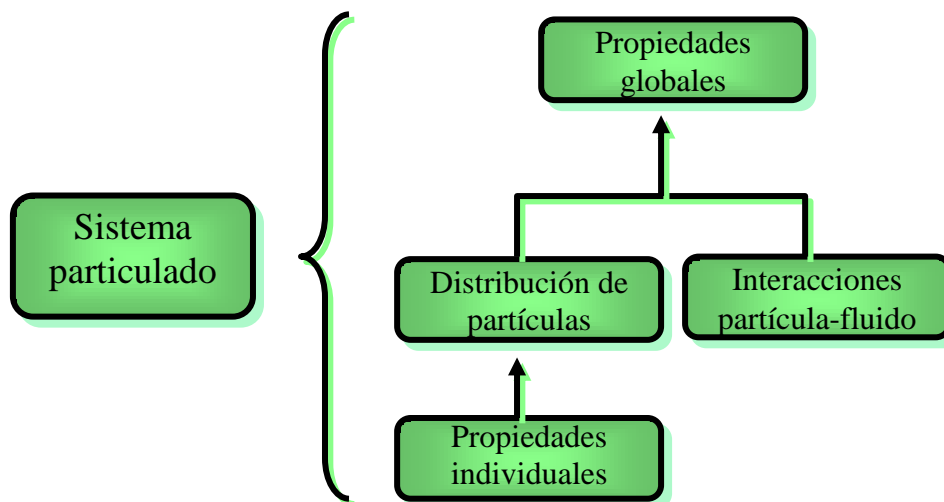 Propiedades
globales
Sistema
particulado
Distribución de
partículas
Interacciones
partícula-fluido
Propiedades
individuales